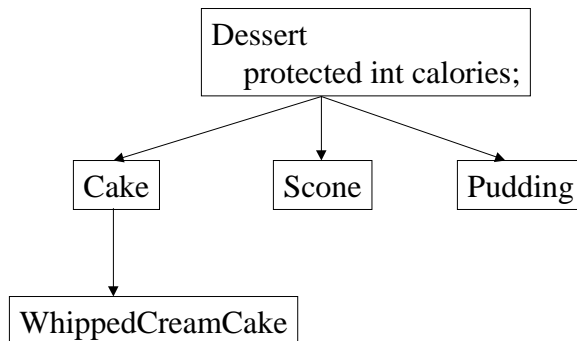 Dessert
protected int calories;
Cake
Scone
Pudding
WhippedCreamCake